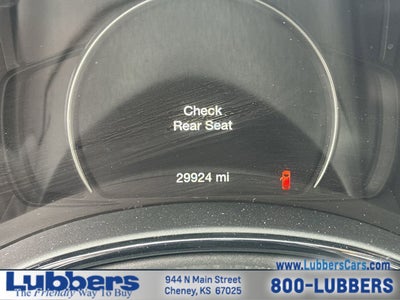 Check
Rear Seat
29924 mi
www.LubbersCars.com
Lubbers
The Friendly Way To Buy
944 N Main Street
Cheney, KS 67025
800-LUBBERS